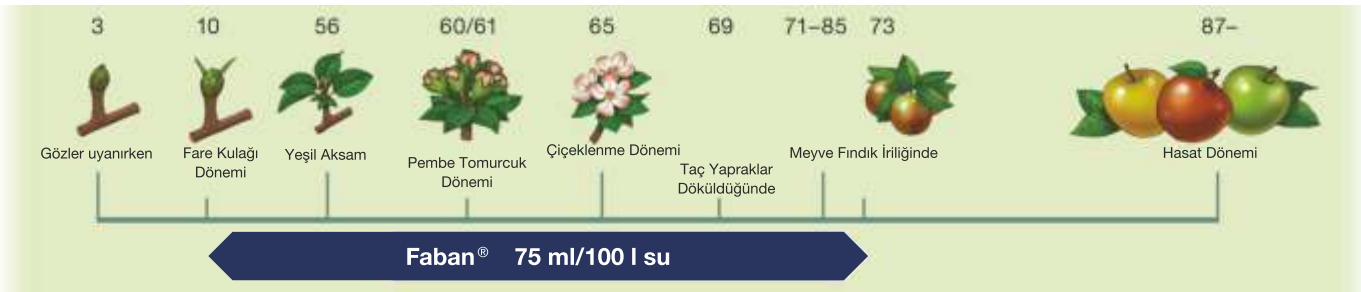 3 10 56 60/61 65 69 71–85 73 87–
Gözler uyanırken
Fare Kulağı
Dönemi
Yeşil Aksam
Pembe Tomurcuk
Dönemi
Çiçeklenme Dönemi
Taç Yapraklar
Döküldüğünde
Meyve Fındık İriliğinde
Hasat Dönemi
Faban® 75 ml/100 l su